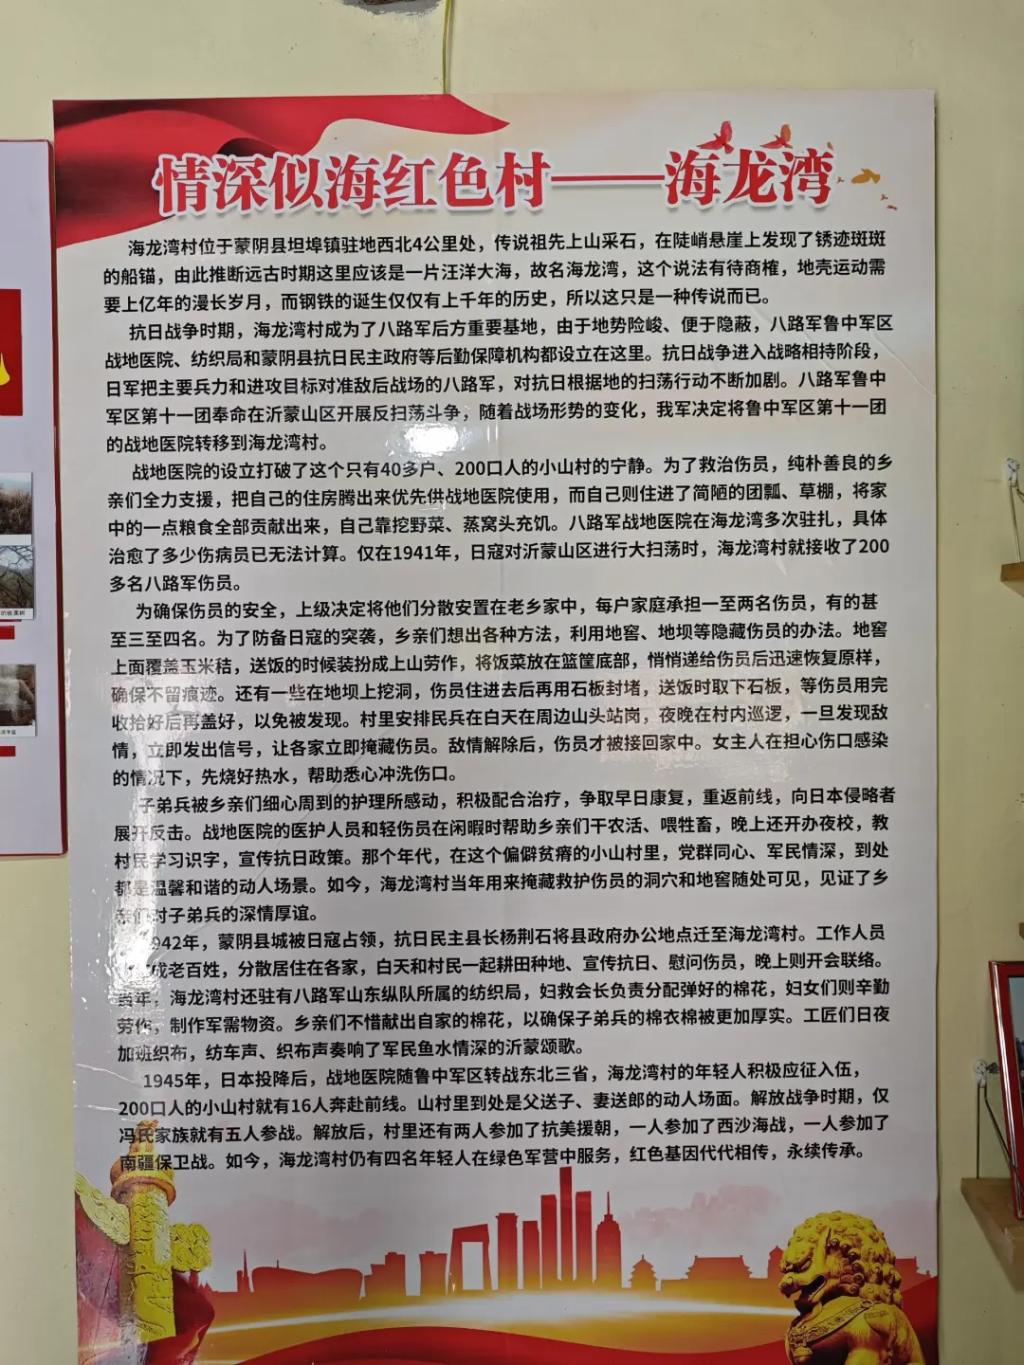 情深似海红色村——海龙湾
海龙湾村位于蒙阴县坦埠镇驻地西北4公里处，传说祖先上山采石，在陡峭悬崖上发现了锈迹斑斑
的船锚，由此推断远古时期这里应该是一片汪洋大海，故名海龙湾，这个说法有待商榷，地壳运动需
要上亿年的漫长岁月，而钢铁的诞生仅仅有上千年的历史，所以这只是一种传说而已。
抗日战争时期，海龙湾村成为了八路军后方重要基地，由于地势险峻、便于隐蔽，八路军鲁中军区
战地医院、纺织局和蒙阴县抗日民主政府等后勤保障机构都设立在这里。抗日战争进入战略相持阶段，
日军把主要兵力和进攻目标对准敌后战场的八路军，对抗日根据地的扫荡行动不断加剧。八路军鲁中
军区第十一团奉命在沂蒙山区开展反扫荡斗争，随着战场形势的变化，我军决定将鲁中军区第十一团
的战地医院转移到海龙湾村。
战地医院的设立打破了这个只有40多户、200口人的小山村的宁静。为了救治伤员，纯朴善良的乡
亲们全力支援，把自己的住房腾出来优先供战地医院使用，而自己则住进了简陋的团瓢、草棚，将家
中的一点粮食全部贡献出来，自己靠挖野菜、蒸窝头充饥。八路军战地医院在海龙湾多次驻扎，具体
治愈了多少伤病员已无法计算。仅在1941年，日寇对沂蒙山区进行大扫荡时，海龙湾村就接收了200
多名八路军伤员。
为确保伤员的安全，上级决定将他们分散安置在老乡家中，每户家庭承担一至两名伤员，有的甚
至三至四名。为了防备日寇的突袭，乡亲们想出各种方法，利用地窖、地坝等隐藏伤员的办法。地窖
上面覆盖玉米秸，送饭的时候装扮成上山劳作，将饭菜放在篮筐底部，悄悄递给伤员后迅速恢复原样，
确保不留痕迹。还有一些在地坝上挖洞，伤员住进去后再用石板封堵，送饭时取下石板，等伤员用完
收拾好后再盖好，以免被发现。村里安排民兵在白天在周边山头站岗，夜晚在村内巡逻，一旦发现敌
情，立即发出信号，让各家立即掩藏伤员。敌情解除后，伤员才被接回家中。女主人在担心伤口感染
的情况下，先烧好热水，帮助悉心冲洗伤口。
子弟兵被乡亲们细心周到的护理所感动，积极配合治疗，争取早日康复，重返前线，向日本侵略者
展开反击。战地医院的医护人员和轻伤员在闲暇时帮助乡亲们干农活、喂牲畜，晚上还开办夜校，教
村民学习识字，宣传抗日政策。那个年代，在这个偏僻贫瘠的小山村里，党群同心、军民情深，到处
都是温馨和谐的动人场景。如今，海龙湾村当年用来掩藏救护伤员的洞穴和地窖随处可见，见证了乡
亲们对子弟兵的深情厚谊。
942年，蒙阴县城被日寇占领，抗日民主县长杨荆石将县政府办公地点迁至海龙湾村。工作人员
成老百姓，分散居住在各家，白天和村民一起耕田种地、宣传抗日、慰问伤员，晚上则开会联络。
当年，海龙湾村还驻有八路军山东纵队所属的纺织局，妇救会长负责分配弹好的棉花，妇女们则辛勤
劳作，制作军需物资。乡亲们不惜献出自家的棉花，以确保子弟兵的棉衣棉被更加厚实。工匠们日夜
加班织布，纺车声、织布声奏响了军民鱼水情深的沂蒙颂歌。
1945年，日本投降后，战地医院随鲁中军区转战东北三省，海龙湾村的年轻人积极应征入伍，
200口人的小山村就有16人奔赴前线。山村里到处是父送子、妻送郎的动人场面。解放战争时期，仅
冯氏家族就有五人参战。解放后，村里还有两人参加了抗美援朝，一人参加了西沙海战，一人参加了
南疆保卫战。如今，海龙湾村仍有四名年轻人在绿色军营中服务，红色基因代代相传，永续传承。